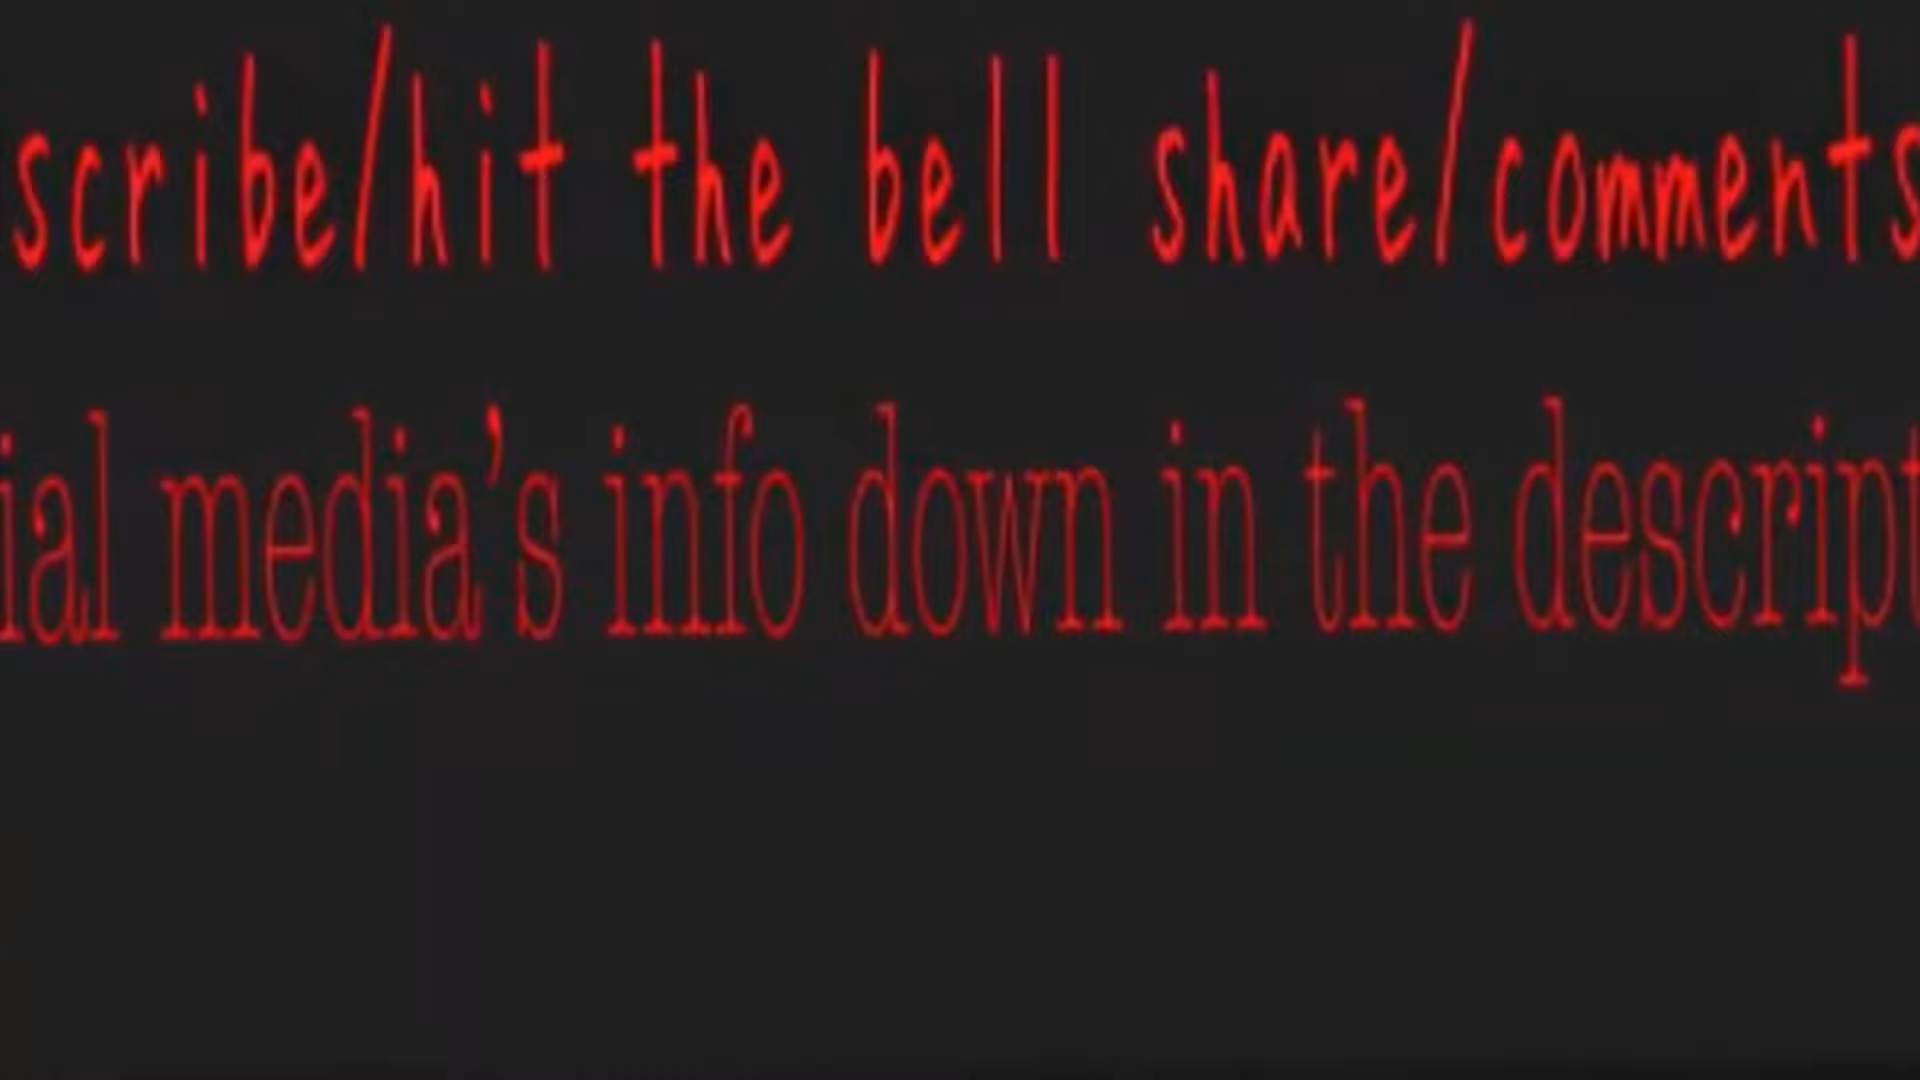 scribe/hit the bell share/comments
ial media’s info down in the descript